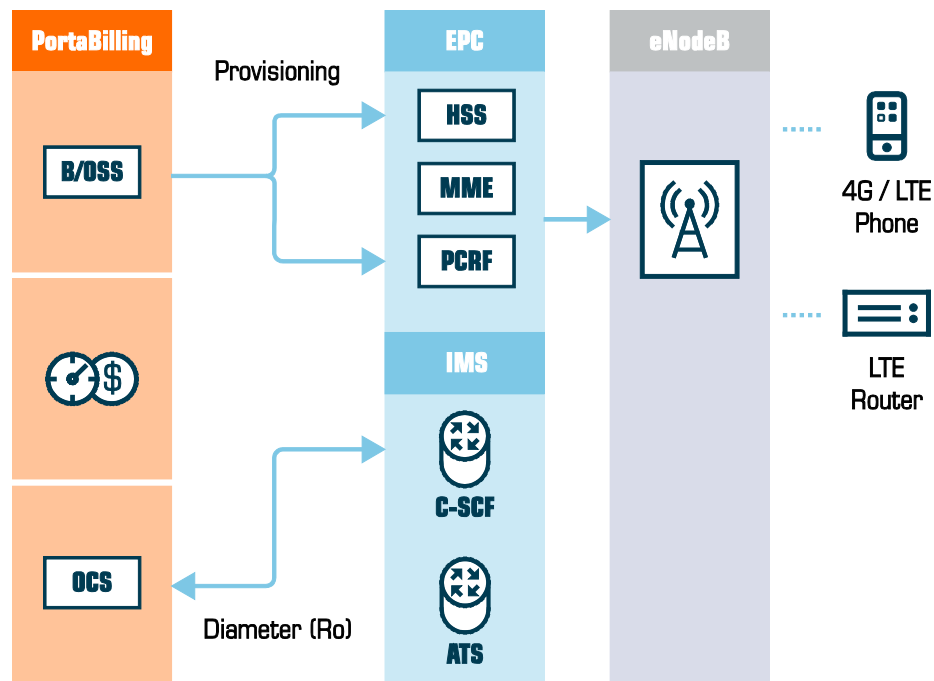 PortaBilling
EPC
eNodeB
Provisioning
HSS
B/OSS
MME
4G / LTE
Phone
PCRF
IMS
$
LTE
Router
C-SCF
OCS
Diameter (Ro)
ATS